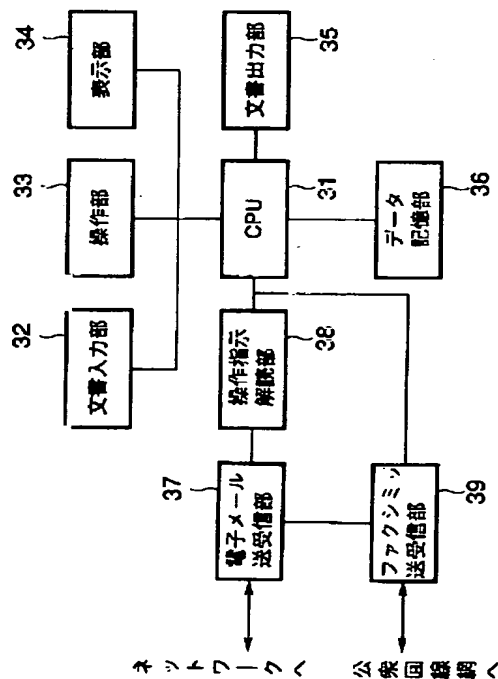 32
文書入力部
33
操作部
34
表示部
37
電子メール
送受信部
操作指示
解読部
38
CPU
31
文書出力部
35
39
ファクシミッ
送受信部
データ
記憶部
36
ネットワークへ
公衆回線網へ